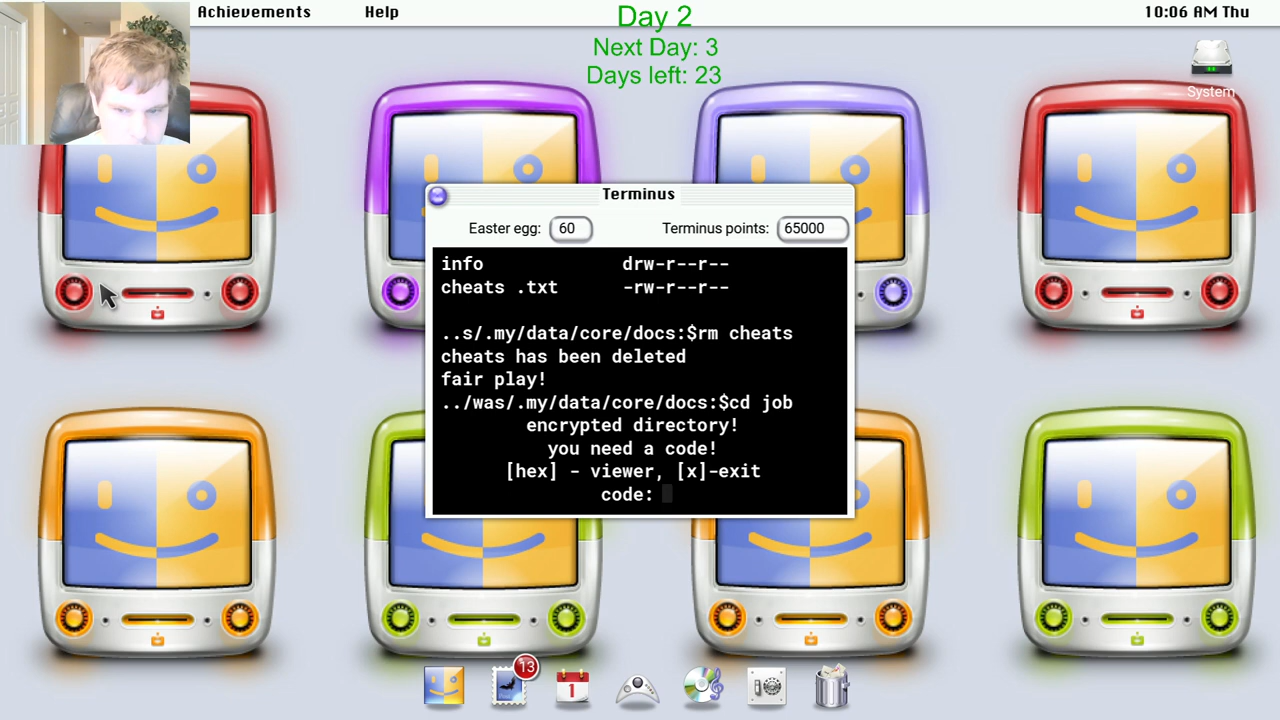 Achievements Help
Day 2
10:06 AM Thu
Next Day: 3
Days left: 23
System
Terminus
Easter egg: 60 Terminus points: 65000
info drw-r--r--
cheats .txt -rw-r--r--
..s/.my/data/core/docs:$rm cheats
cheats has been deleted
fair play!
../was/.my/data/core/docs:$cd job
encrypted directory!
you need a code!
[hex] - viewer, [x]-exit
code:
13
1